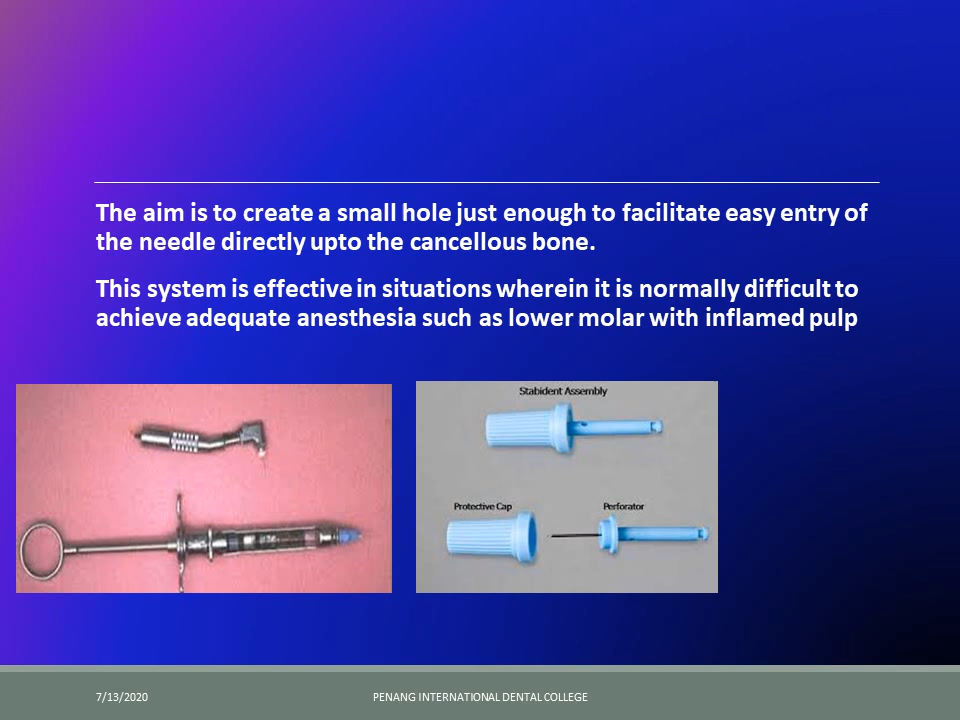 The aim is to create a small hole just enough to facilitate easy entry of
the needle directly upto the cancellous bone.
This system is effective in situations wherein it is normally difficult to
achieve adequate anesthesia such as lower molar with inflamed pulp
Stabident Assembly
Protective Cap
Perforator
7/13/2020
PENANG INTERNATIONAL DENTAL COLLEGE